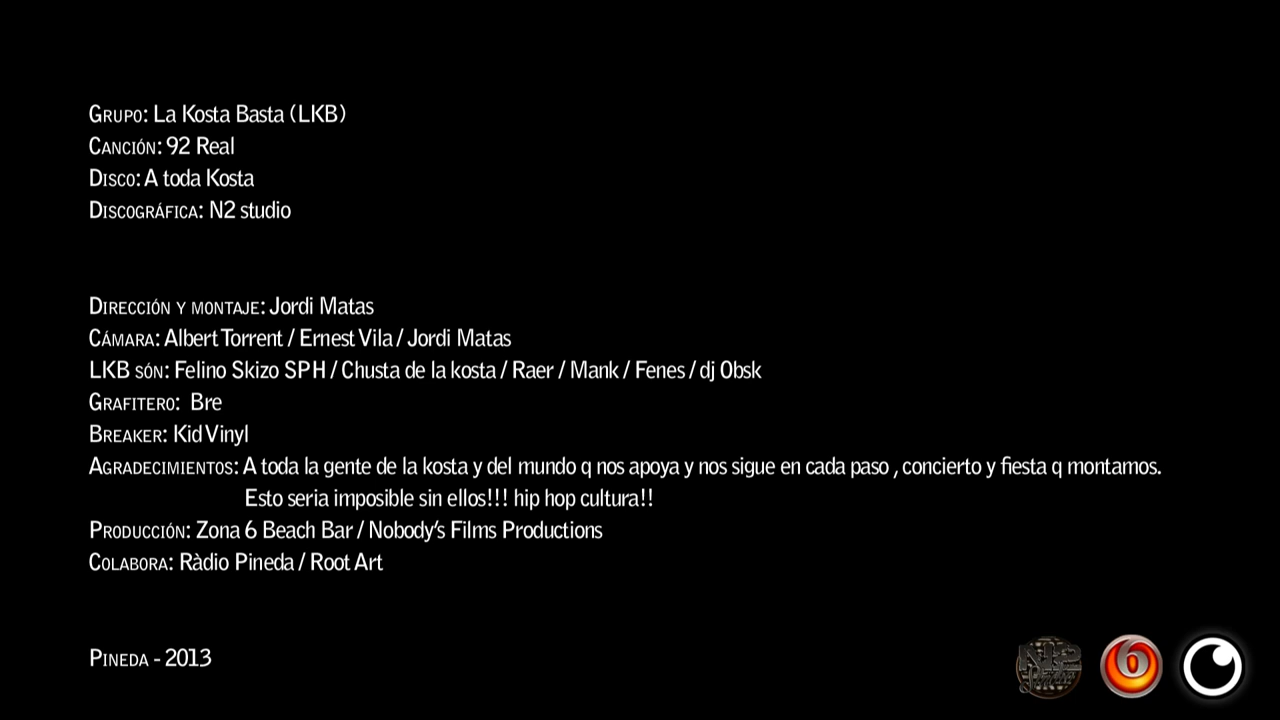 Grupo: La Kosta Basta (LKB)
Canción: 92 Real
Disco: A toda Kosta
Discográfica: N2 studio
Dirección y montaje: Jordi Matas
Cámara: Albert Torrent / Ernest Vila / Jordi Matas
LKB són: Felino Skizo SPH / Chusta de la kosta / Raer / Mank / Fenes / dj Obsk
Grafitero: Bre
Breaker: Kid Vinyl
Agradecimientos: A toda la gente de la kosta y del mundo q nos apoya y nos sigue en cada paso , concierto y fiesta q montamos.
Esto seria imposible sin ellos!!! hip hop cultura!!
Producción: Zona 6 Beach Bar / Nobody's Films Productions
Colabora: Ràdio Pineda / Root Art
Pineda - 2013
N2 Studio 6